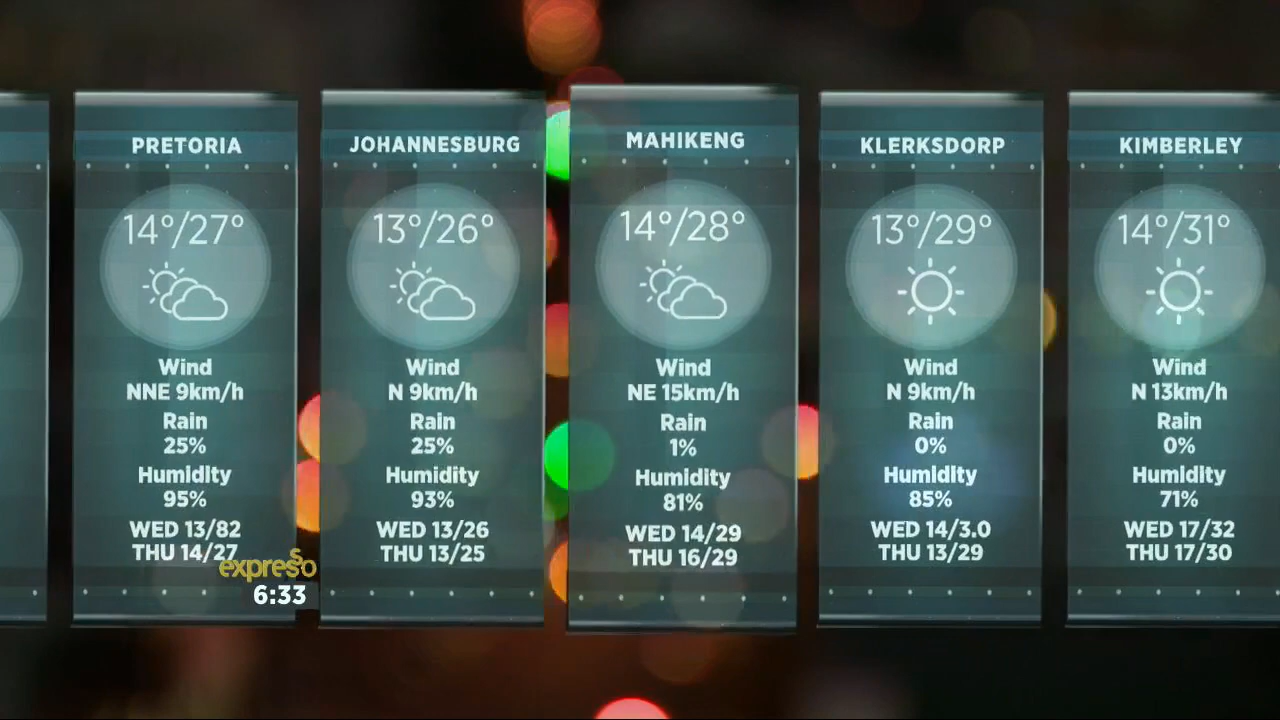 PRETORIA
14°/27°
Wind
NNE 9km/h
Rain
25%
Humidity
95%
WED 13/82
THU 14/27
JOHANNESBURG
13°/26°
Wind
N 9km/h
Rain
25%
Humidity
93%
WED 13/26
THU 13/25
MAHIKENG
14°/28°
Wind
NE 15km/h
Rain
1%
Humidity
81%
WED 14/29
THU 16/29
KLERKSDORP
13°/29°
Wind
N 9km/h
Rain
0%
Humidity
85%
WED 14/3.0
THU 13/29
KIMBERLEY
14°/31°
Wind
N 13km/h
Rain
0%
Humidity
71%
WED 17/32
THU 17/30
expresso
6:33